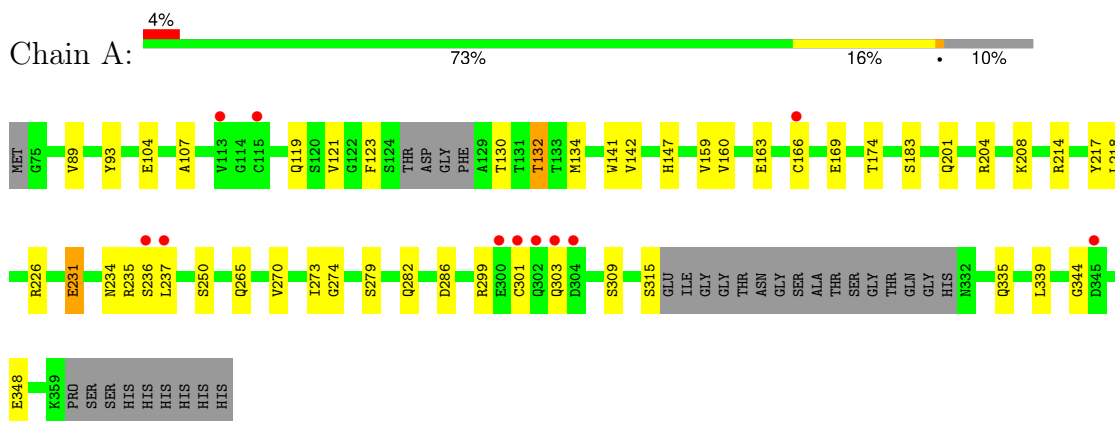 4%
Chain A:
73% 16% • 10%
MET G75 V89 Y93 E104 A107 V113 G114 C115 Q119 S120 V121 G122 F123 S124 THR ASP GLY PHE A129 T130 T131 T132 T133 M134 W141 V142 H147 V159 V160 E163 C166 E169 T174 S183 Q201 R204 K208 R214 Y217 L218
R226 E231 N234 R235 S236 L237 S250 Q265 V270 I273 G274 S279 Q282 D286 R299 E300 C301 Q302 Q303 D304 S309 S315 GLU ILE GLY GLY THR ASN GLY SER ALA THR SER GLY THR GLN GLY HIS N332 Q335 L339 G344 D345
E348 K359 PRO SER SER HIS HIS HIS HIS HIS HIS